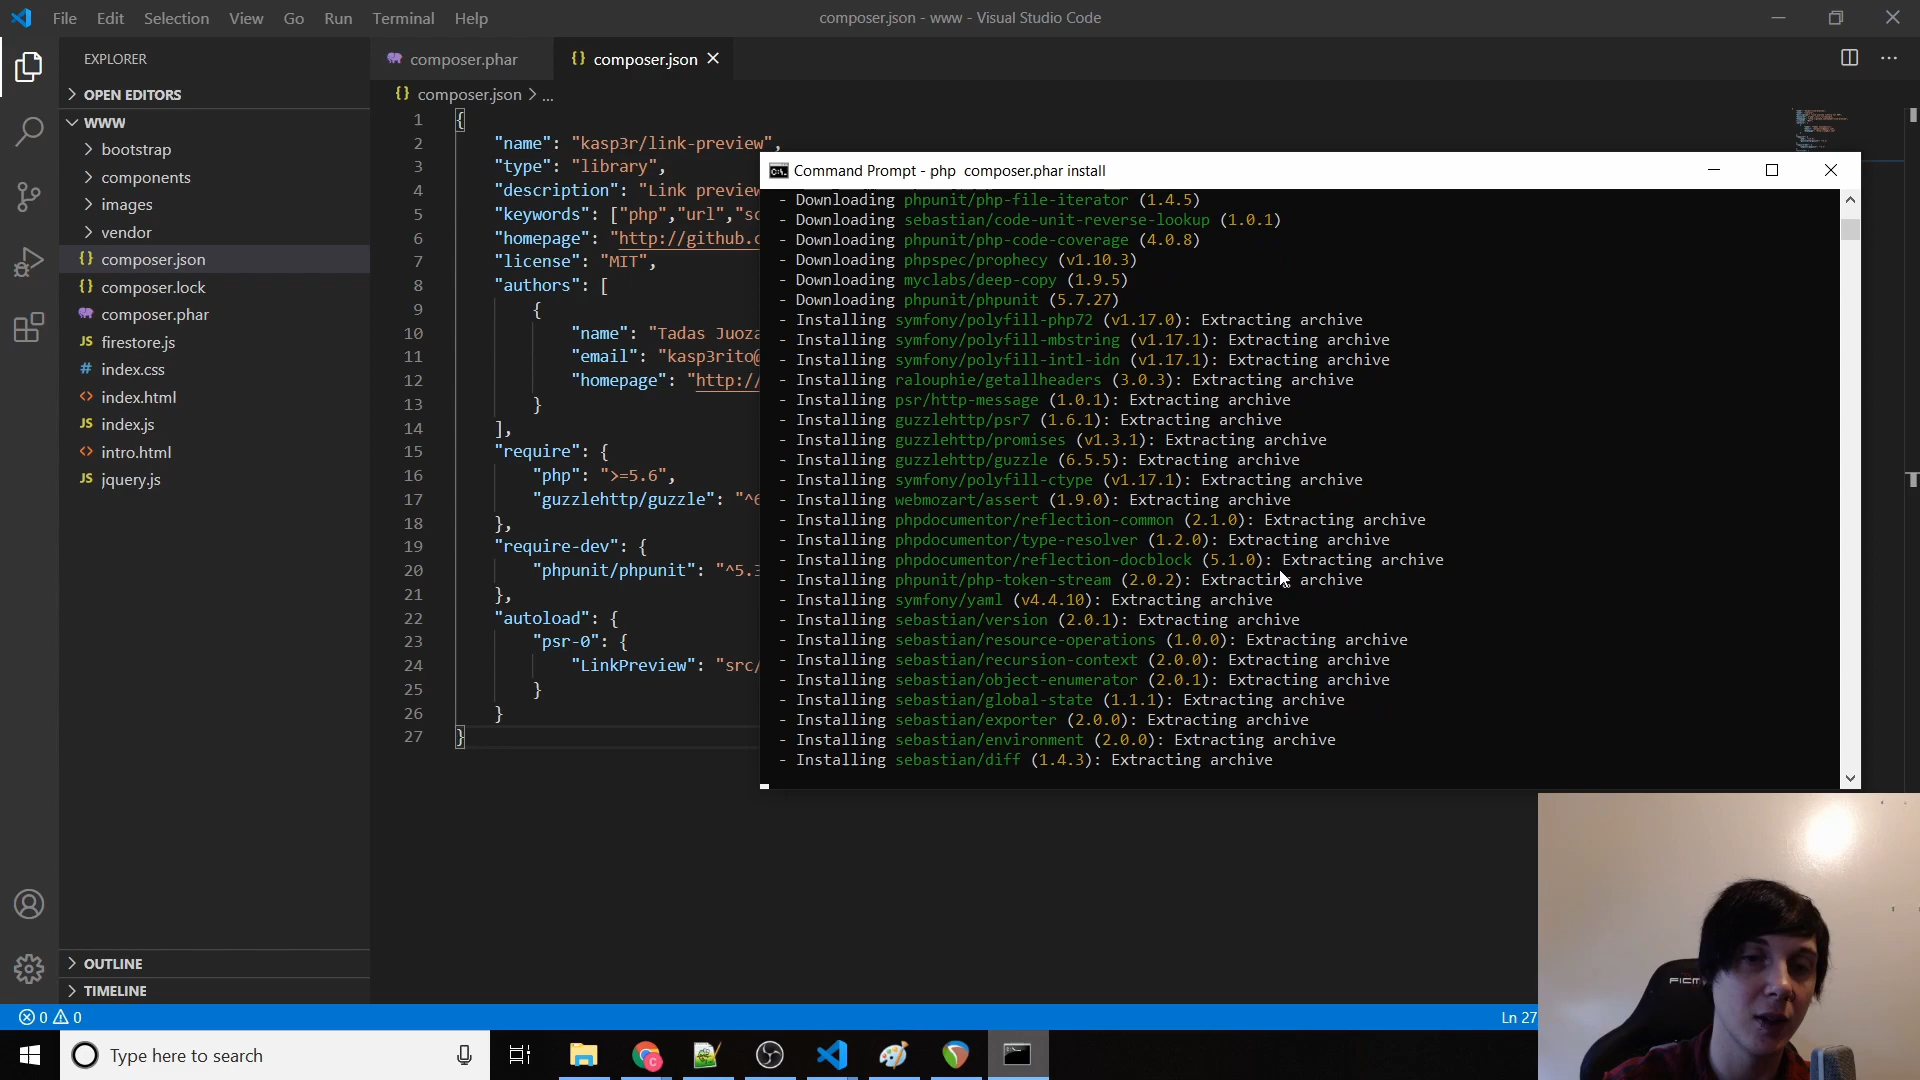 File Edit Selection View Go Run Terminal Help
composer.json - www - Visual Studio Code
EXPLORER
OPEN EDITORS
WWW
bootstrap
components
images
vendor
{} composer.json
{} composer.lock
composer.phar
JS firestore.js
# index.css
<> index.html
JS index.js
<> intro.html
JS jquery.js
OUTLINE
TIMELINE
composer.phar
{} composer.json
{} composer.json > ...
1 {
2 "name": "kasp3r/link-preview",
3 "type": "library",
4 "description": "Link preview
5 "keywords": ["php","url","sc
6 "homepage": "http://github.c
7 "license": "MIT",
8 "authors": [
9 {
10 "name": "Tadas Juoza
11 "email": "kasp3rito@
12 "homepage": "http://
13 }
14 ],
15 "require": {
16 "php": ">=5.6",
17 "guzzlehttp/guzzle": "^6
18 },
19 "require-dev": {
20 "phpunit/phpunit": "^5.3
21 },
22 "autoload": {
23 "psr-0": {
24 "LinkPreview": "src/
25 }
26 }
27 }
Command Prompt - php composer.phar install
- Downloading phpunit/php-file-iterator (1.4.5)
- Downloading sebastian/code-unit-reverse-lookup (1.0.1)
- Downloading phpunit/php-code-coverage (4.0.8)
- Downloading phpspec/prophecy (v1.10.3)
- Downloading myclabs/deep-copy (1.9.5)
- Downloading phpunit/phpunit (5.7.27)
- Installing symfony/polyfill-php72 (v1.17.0): Extracting archive
- Installing symfony/polyfill-mbstring (v1.17.1): Extracting archive
- Installing symfony/polyfill-intl-idn (v1.17.1): Extracting archive
- Installing ralouphie/getallheaders (3.0.3): Extracting archive
- Installing psr/http-message (1.0.1): Extracting archive
- Installing guzzlehttp/psr7 (1.6.1): Extracting archive
- Installing guzzlehttp/promises (v1.3.1): Extracting archive
- Installing guzzlehttp/guzzle (6.5.5): Extracting archive
- Installing symfony/polyfill-ctype (v1.17.1): Extracting archive
- Installing webmozart/assert (1.9.0): Extracting archive
- Installing phpdocumentor/reflection-common (2.1.0): Extracting archive
- Installing phpdocumentor/type-resolver (1.2.0): Extracting archive
- Installing phpdocumentor/reflection-docblock (5.1.0): Extracting archive
- Installing phpunit/php-token-stream (2.0.2): Extracting archive
- Installing symfony/yaml (v4.4.10): Extracting archive
- Installing sebastian/version (2.0.1): Extracting archive
- Installing sebastian/resource-operations (1.0.0): Extracting archive
- Installing sebastian/recursion-context (2.0.0): Extracting archive
- Installing sebastian/object-enumerator (2.0.1): Extracting archive
- Installing sebastian/global-state (1.1.1): Extracting archive
- Installing sebastian/exporter (2.0.0): Extracting archive
- Installing sebastian/environment (2.0.0): Extracting archive
- Installing sebastian/diff (1.4.3): Extracting archive
0 0
Ln 27
Type here to search